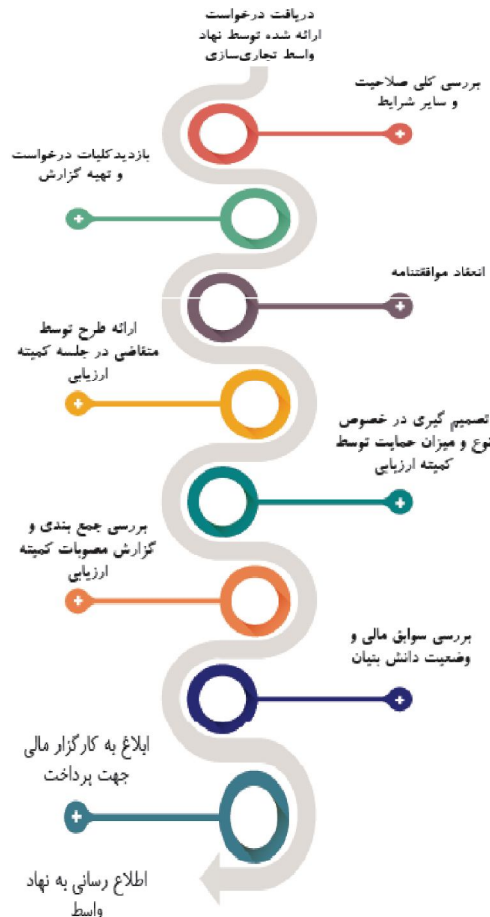 دریافت درخواست
ارائه شده توسط نهاد
واسط تجاری‌سازی
بررسی کلی صلاحیت
و سایر شرایط
بازدیدکلیات درخواست
و تهیه گزارش
انعقاد موافقتنامه
ارائه طرح توسط
متقاضی در جلسه کمیته
ارزیابی
تصمیم گیری در خصوص
نوع و میزان حمایت توسط
کمیته ارزیابی
بررسی جمع بندی و
گزارش مصوبات کمیته
ارزیابی
بررسی سوابق مالی و
وضعیت دانش بنیان
ابلاغ به کارگزار مالی
جهت پرداخت
اطلاع رسانی به نهاد
واسط